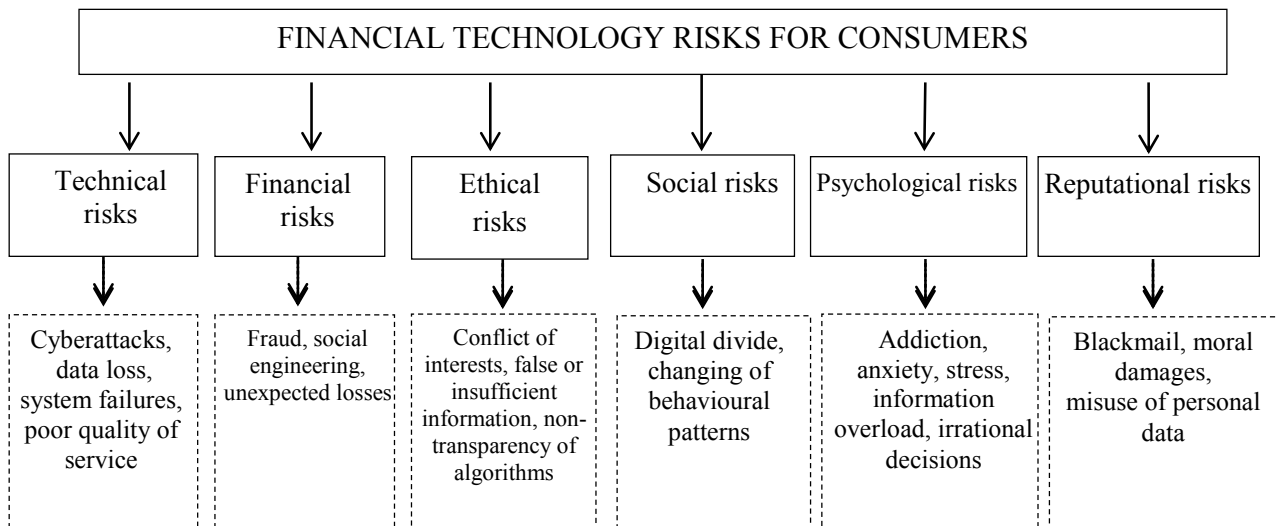 FINANCIAL TECHNOLOGY RISKS FOR CONSUMERS
Technical
risks
Financial
risks
Ethical
risks
Social risks
Psychological risks
Reputational risks
Cyberattacks,
data loss,
system failures,
poor quality of
service
Fraud, social
engineering,
unexpected losses
Conflict of
interests, false or
insufficient
information, non-
transparency of
algorithms
Digital divide,
changing of
behavioural
patterns
Addiction,
anxiety, stress,
information
overload, irrational
decisions
Blackmail, moral
damages,
misuse of personal
data